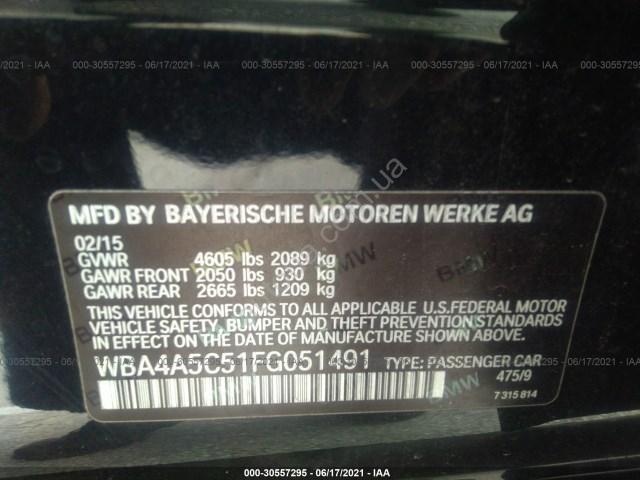 000-30557295 - 06/17/2021 - IAA
MFD BY BAYERISCHE MOTOREN WERKE AG
02/15
GVWR 4605 lbs 2089 kg
GAWR FRONT 2050 lbs 930 kg
GAWR REAR 2665 lbs 1209 kg
THIS VEHICLE CONFORMS TO ALL APPLICABLE U.S.FEDERAL MOTOR
VEHICLE SAFETY, BUMPER AND THEFT PREVENTION STANDARDS
IN EFFECT ON THE DATE OF MANUFACTURE SHOWN ABOVE.
WBA4A5C51FG051491 TYPE: PASSENGER CAR
475/9
7 315 814
000-30557295 - 06/17/2021 - IAA